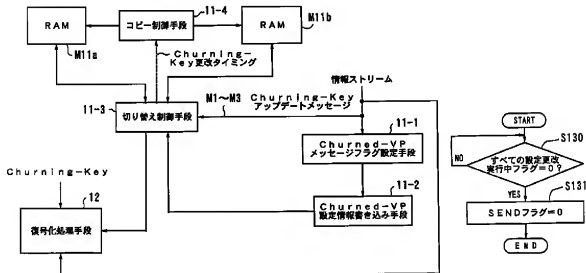 11-4
M11b
RAM
コピー制御手段
RAM
M11a
Churning-
Key更改タイミング
情報ストリーム
11-3
M1~M3
Churning-Key
アップデートメッセージ
切り替え制御手段
11-1
Churned-VP
メッセージフラグ設定手段
Churning-Key
12
11-2
Churned-VP
設定情報書き込み手段
復号化処理手段
START
S130
すべての設定更改
実行中フラグ=0?
NO
YES
S131
SENDフラグ=0
END